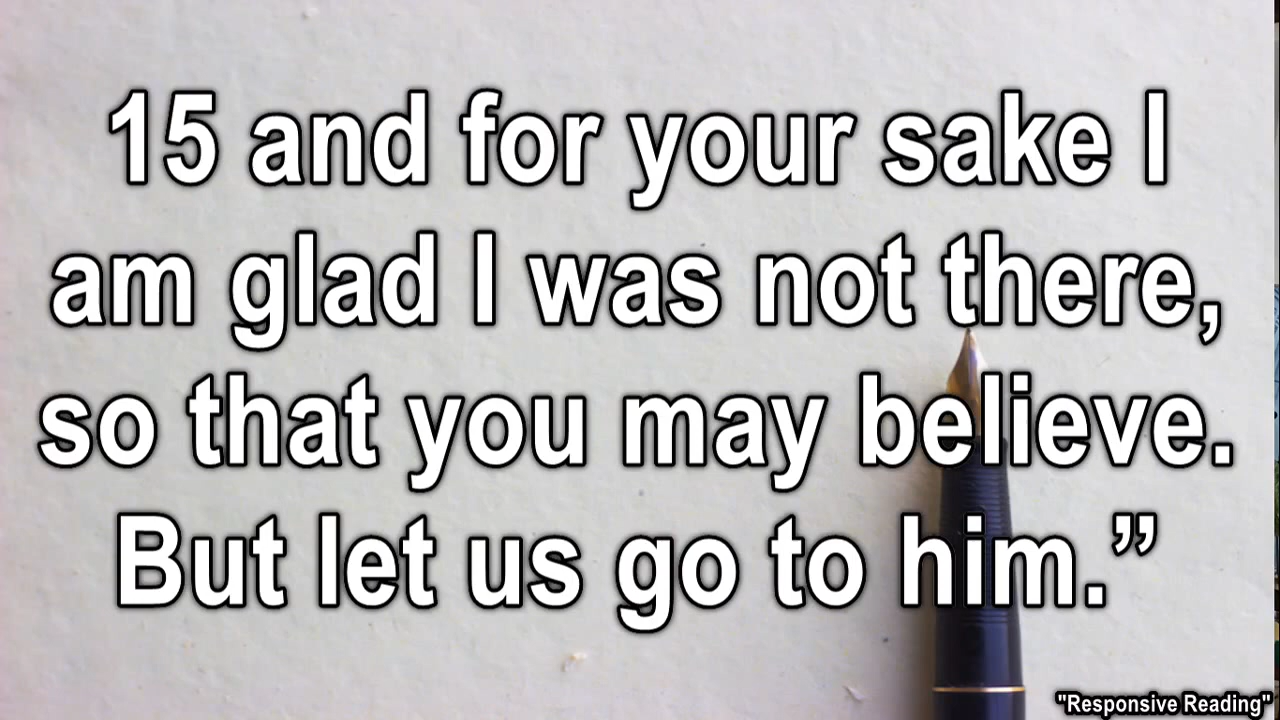 15 and for your sake I
am glad I was not there,
so that you may believe.
But let us go to him.”
"Responsive Reading"